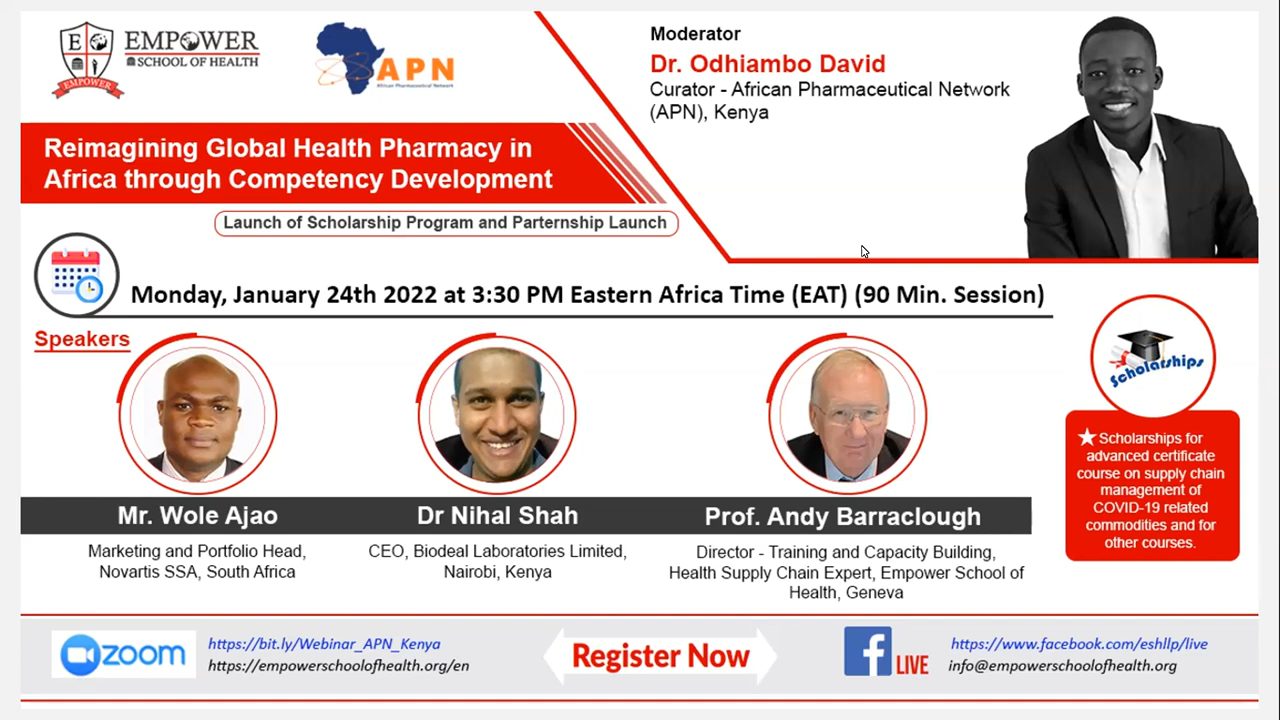 E
EMPOWER
EMPOWER
SCHOOL OF HEALTH
APN
African Pharmaceutical Network
Moderator
Dr. Odhiambo David
Curator - African Pharmaceutical Network
(APN), Kenya
Reimagining Global Health Pharmacy in
Africa through Competency Development
Launch of Scholarship Program and Parternship Launch
Monday, January 24th 2022 at 3:30 PM Eastern Africa Time (EAT) (90 Min. Session)
Speakers
Mr. Wole Ajao
Marketing and Portfolio Head,
Novartis SSA, South Africa
Dr Nihal Shah
CEO, Biodeal Laboratories Limited,
Nairobi, Kenya
Prof. Andy Barraclough
Director - Training and Capacity Building,
Health Supply Chain Expert, Empower School of
Health, Geneva
Scholarships
Scholarships for
advanced certificate
course on supply chain
management of
COVID-19 related
commodities and for
other courses.
zoom
https://bit.ly/Webinar_APN_Kenya
https://empowerschoolofhealth.org/en
Register Now
f LIVE
https://www.facebook.com/eshllp/live
info@empowerschoolofhealth.org